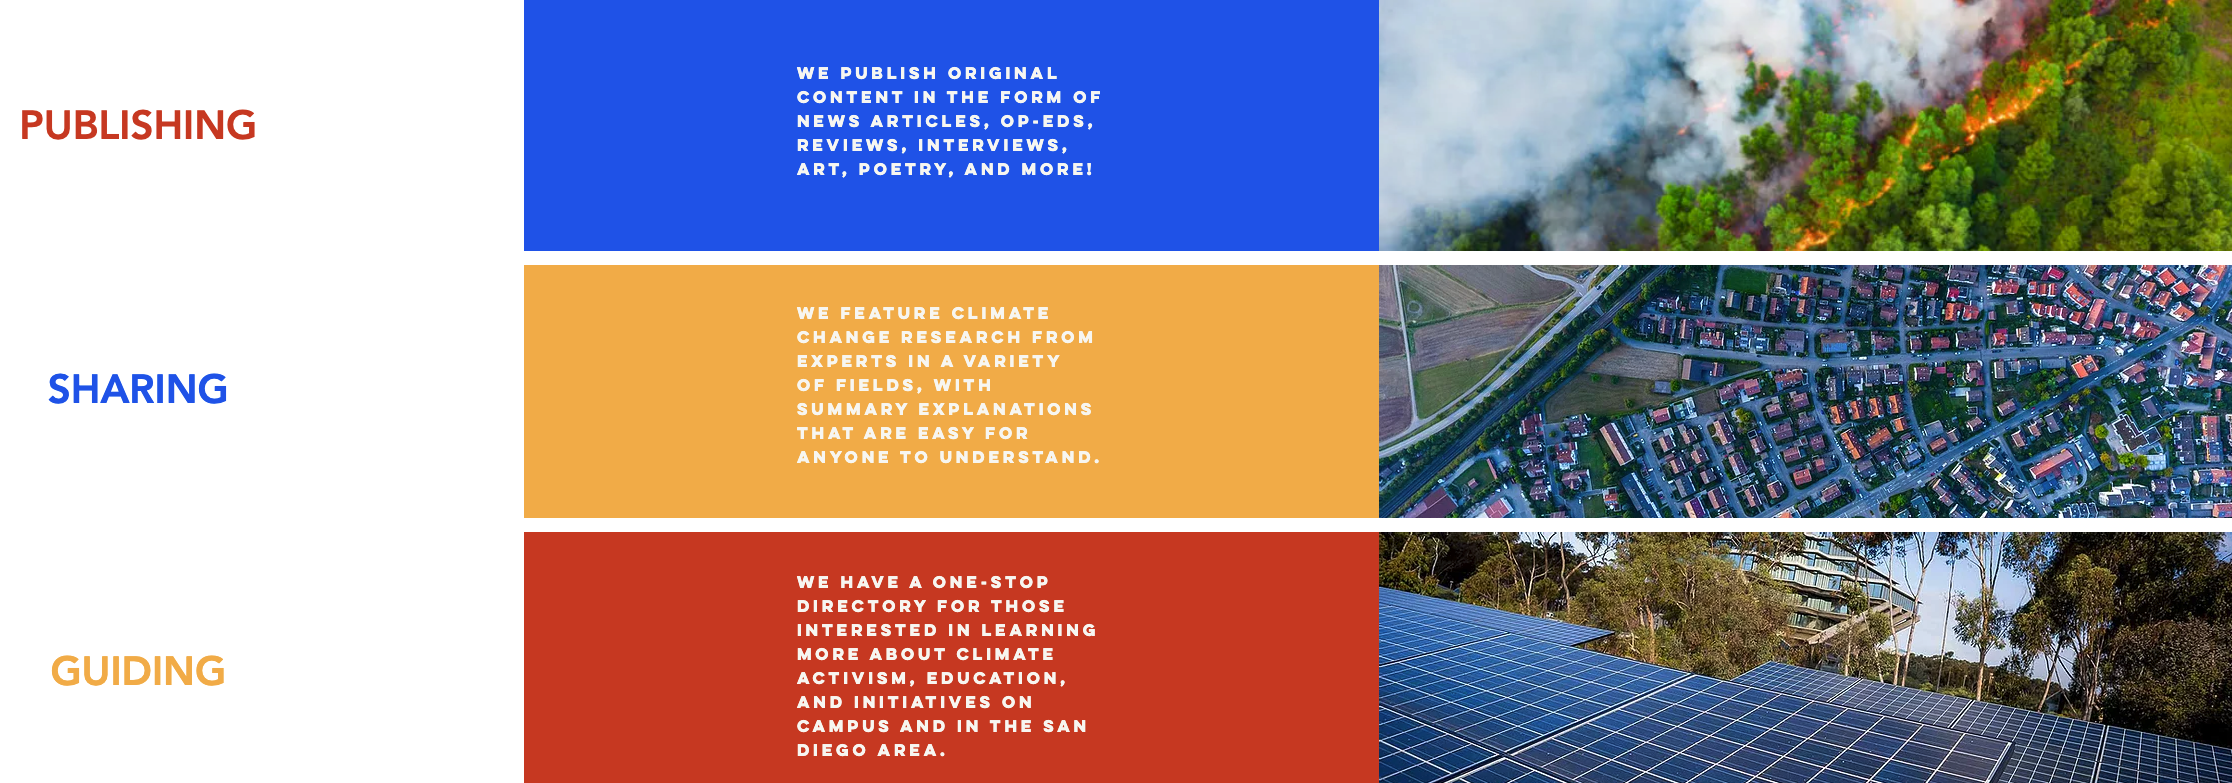 PUBLISHING
WE PUBLISH ORIGINAL
CONTENT IN THE FORM OF
NEWS ARTICLES, OP-EDS,
REVIEWS, INTERVIEWS,
ART, POETRY, AND MORE!
SHARING
WE FEATURE CLIMATE
CHANGE RESEARCH FROM
EXPERTS IN A VARIETY
OF FIELDS, WITH
SUMMARY EXPLANATIONS
THAT ARE EASY FOR
ANYONE TO UNDERSTAND.
GUIDING
WE HAVE A ONE-STOP
DIRECTORY FOR THOSE
INTERESTED IN LEARNING
MORE ABOUT CLIMATE
ACTIVISM, EDUCATION,
AND INITIATIVES ON
CAMPUS AND IN THE SAN
DIEGO AREA.